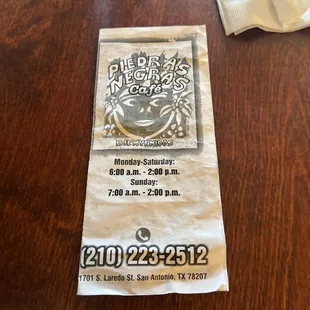 PIEDRAS
NEGRAS
Café
BIENVENIDOS
Monday-Saturday:
6:00 a.m. - 2:00 p.m.
Sunday:
7:00 a.m. - 2:00 p.m.
(210) 223-2512
1701 S. Laredo St. San Antonio, TX 78207